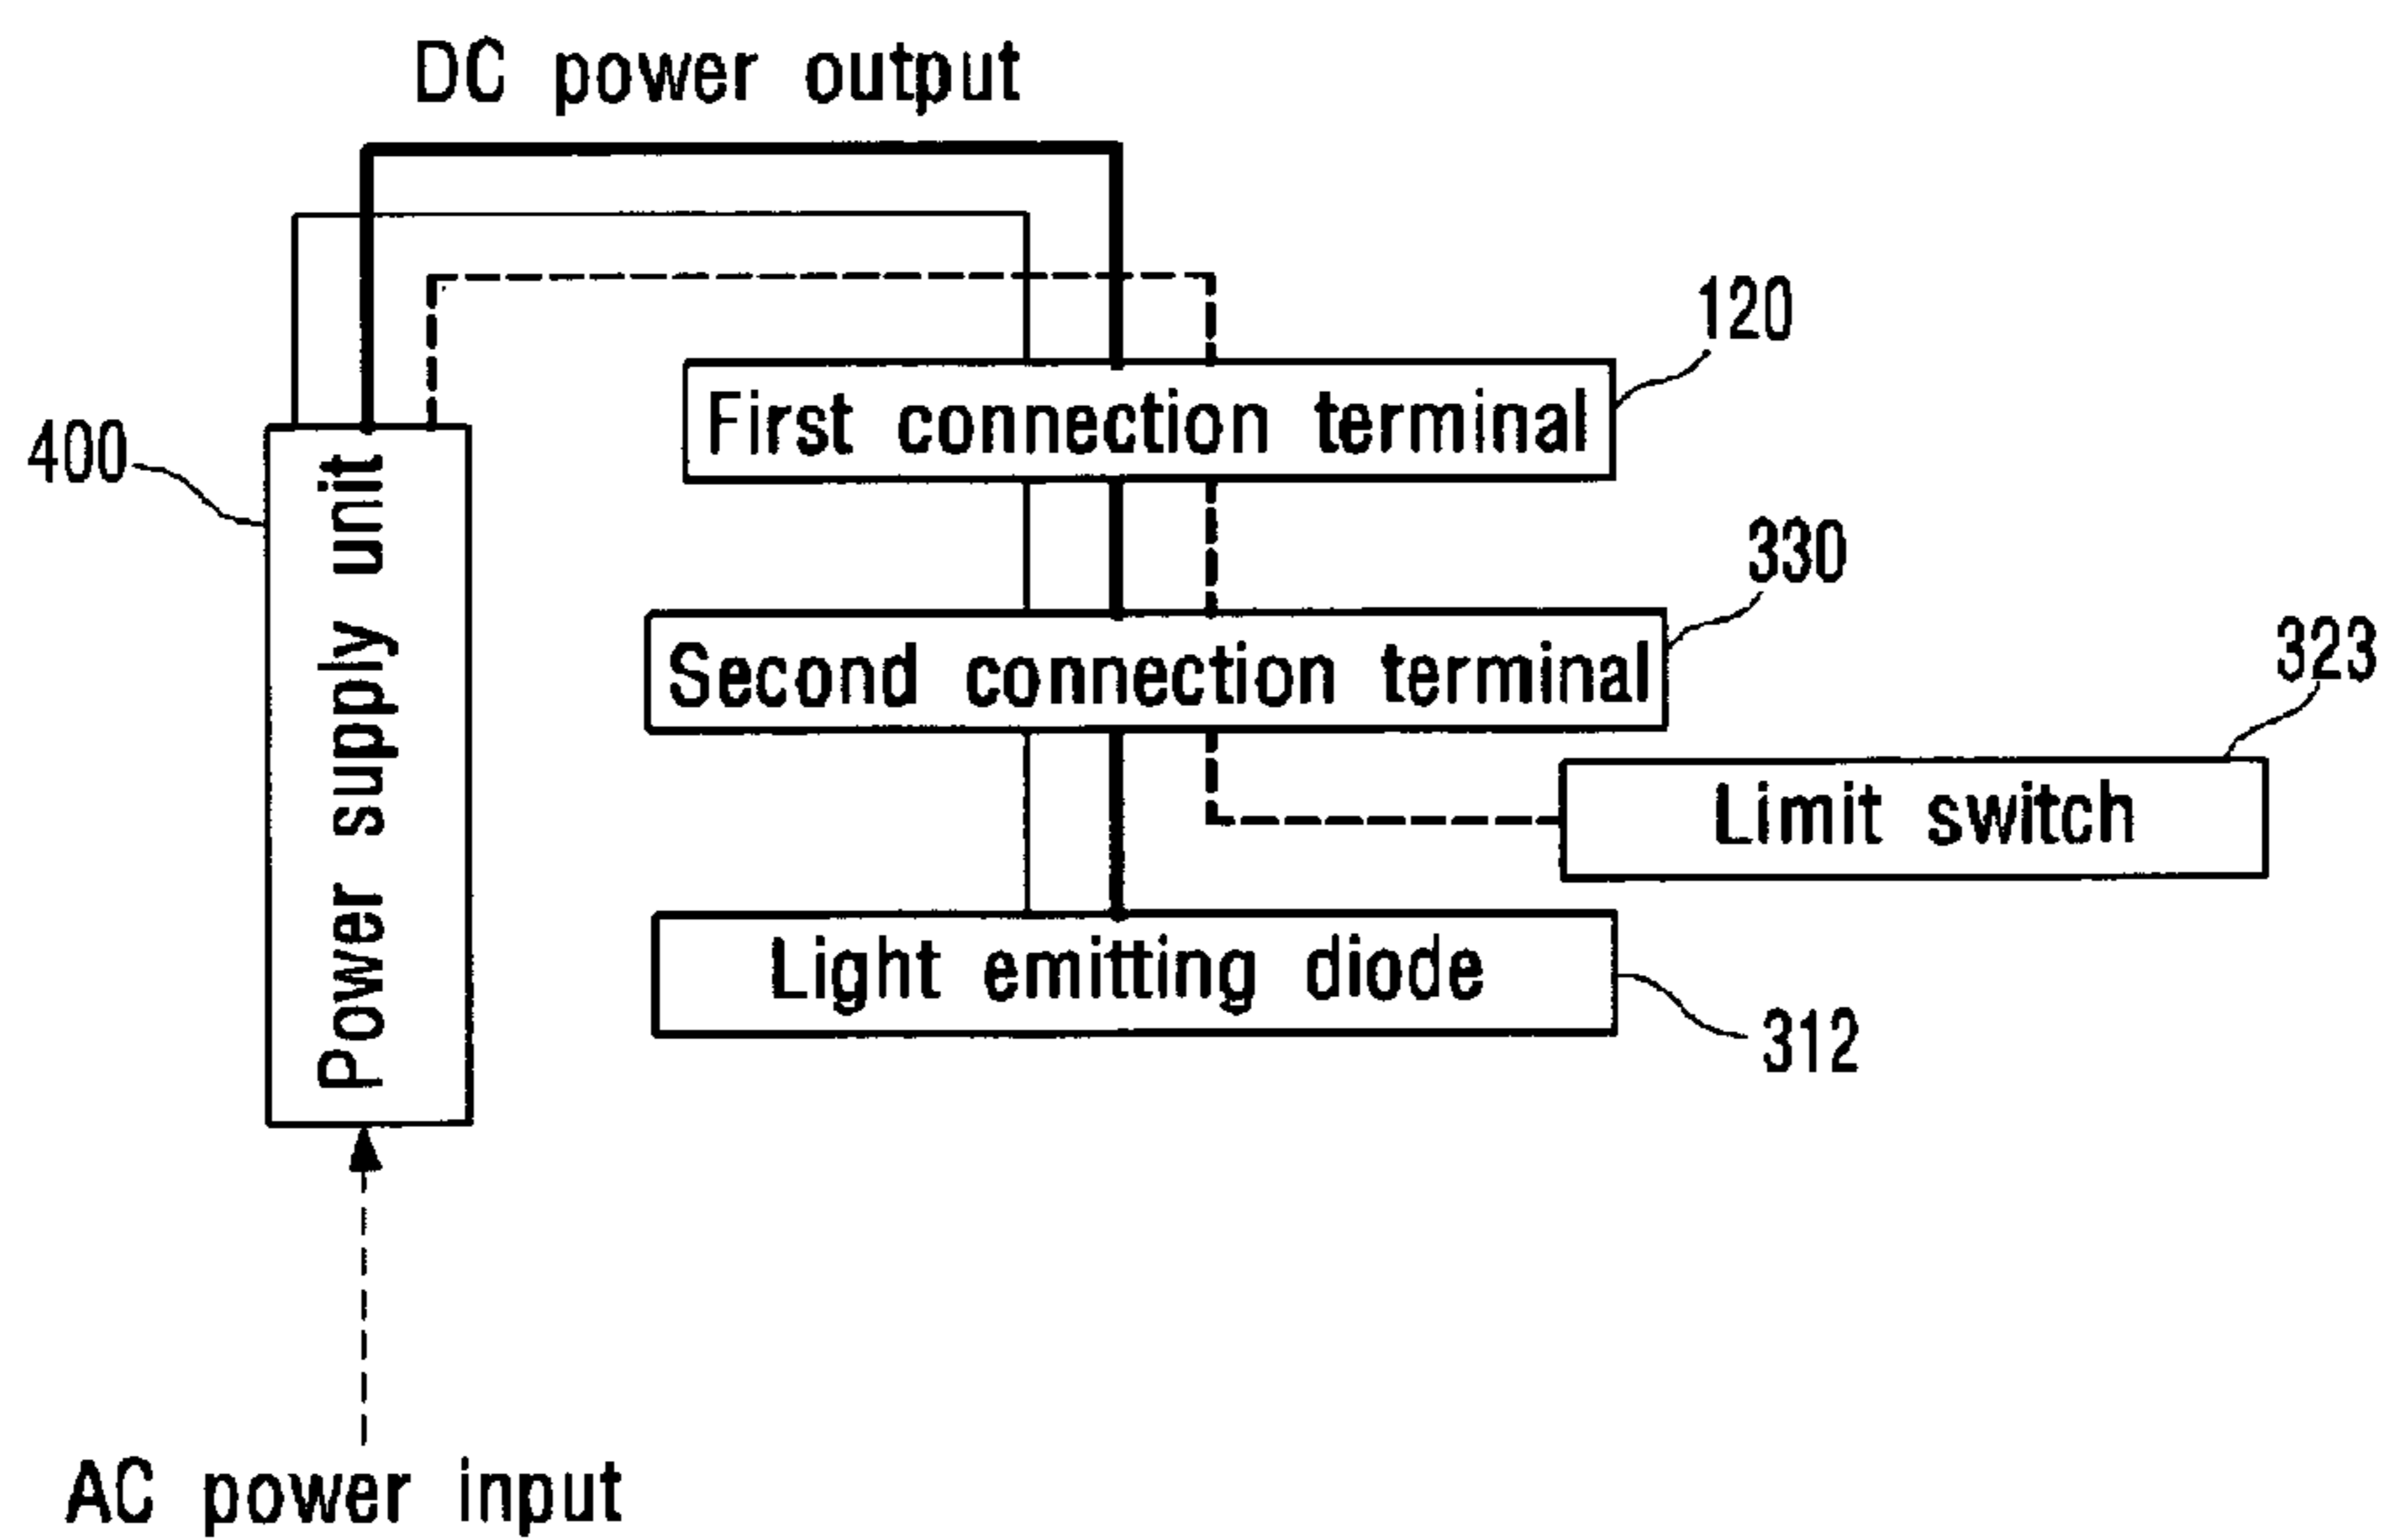 DC power output
120
First connection terminal
400
Power supply unit
330
Second connection terminal
323
Limit switch
Light emitting diode
312
AC power input